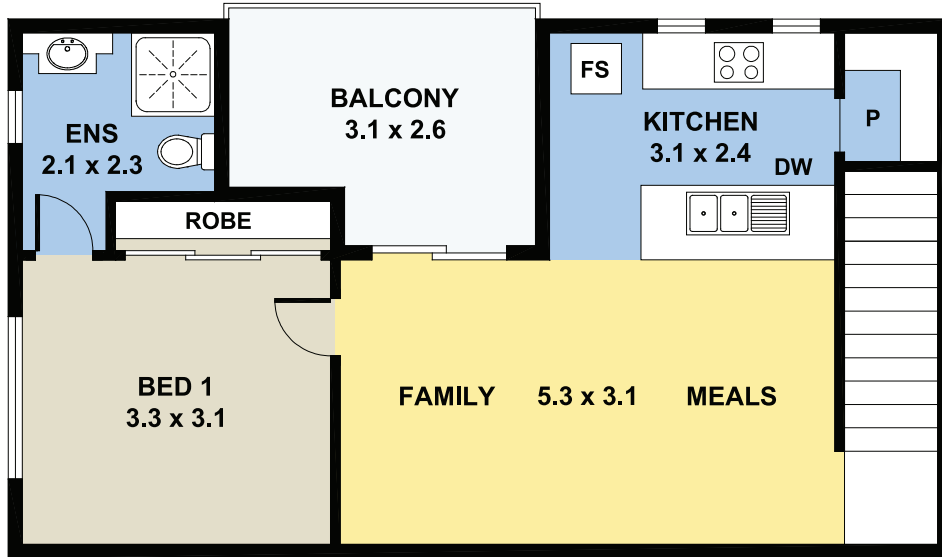 ENS
2.1 x 2.3
BALCONY
3.1 x 2.6
FS
KITCHEN
3.1 x 2.4
DW
P
ROBE
BED 1
3.3 x 3.1
FAMILY 5.3 x 3.1 MEALS